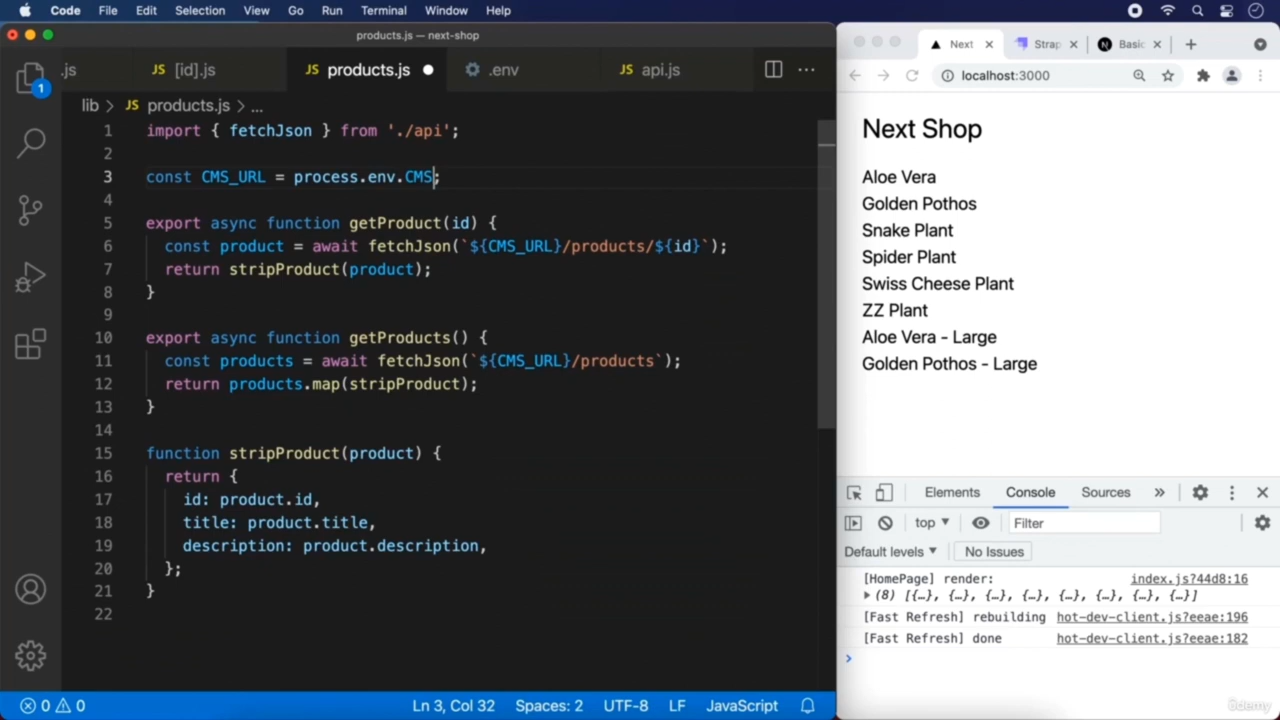 Code File Edit Selection View Go Run Terminal Window Help
products.js — next-shop
.js JS [id].js JS products.js .env JS api.js
lib > JS products.js > ...
1 import { fetchJson } from './api';
2
3 const CMS_URL = process.env.CMS;
4
5 export async function getProduct(id) {
6 const product = await fetchJson(`${CMS_URL}/products/${id}`);
7 return stripProduct(product);
8 }
9
10 export async function getProducts() {
11 const products = await fetchJson(`${CMS_URL}/products`);
12 return products.map(stripProduct);
13 }
14
15 function stripProduct(product) {
16 return {
17 id: product.id,
18 title: product.title,
19 description: product.description,
20 };
21 }
22
1
0 0 Ln 3, Col 32 Spaces: 2 UTF-8 LF JavaScript
Next Strap Basic
localhost:3000
Next Shop
Aloe Vera
Golden Pothos
Snake Plant
Spider Plant
Swiss Cheese Plant
ZZ Plant
Aloe Vera - Large
Golden Pothos - Large
Elements Console Sources »
top Filter
Default levels No Issues
[HomePage] render: index.js?44d8:16
(8) [{…}, {…}, {…}, {…}, {…}, {…}, {…}, {…}]
[Fast Refresh] rebuilding hot-dev-client.js?eeae:196
[Fast Refresh] done hot-dev-client.js?eeae:182
>
ûdemy